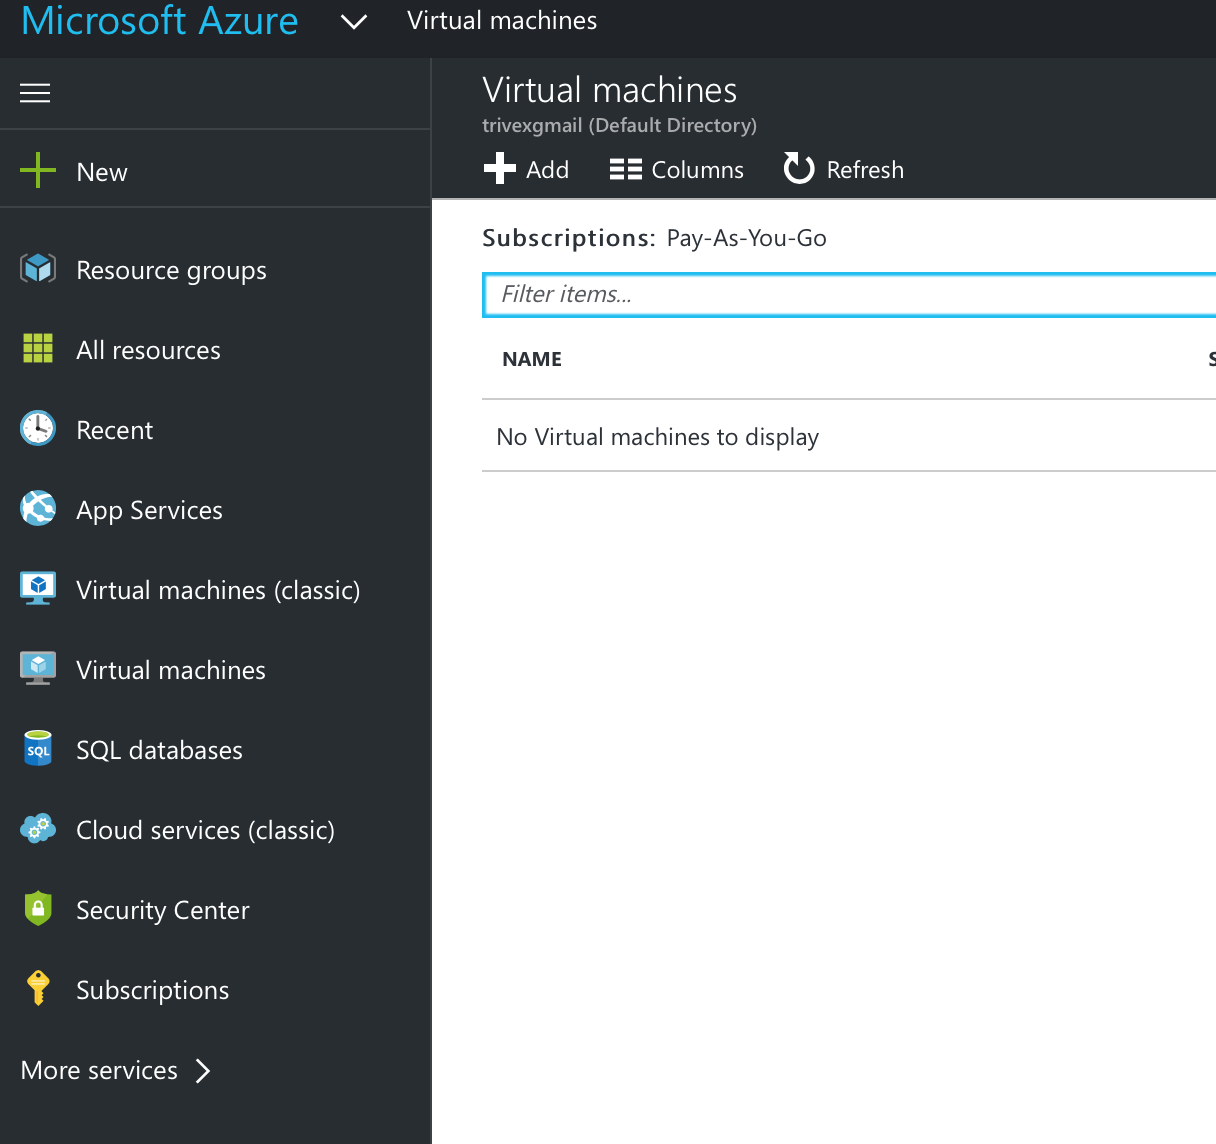 Microsoft Azure
Virtual machines
New
Resource groups
All resources
Recent
App Services
Virtual machines (classic)
Virtual machines
SQL
SQL databases
Cloud services (classic)
Security Center
Subscriptions
More services
Virtual machines
trivexgmail (Default Directory)
Add
Columns
Refresh
Subscriptions: Pay-As-You-Go
Filter items...
NAME
No Virtual machines to display